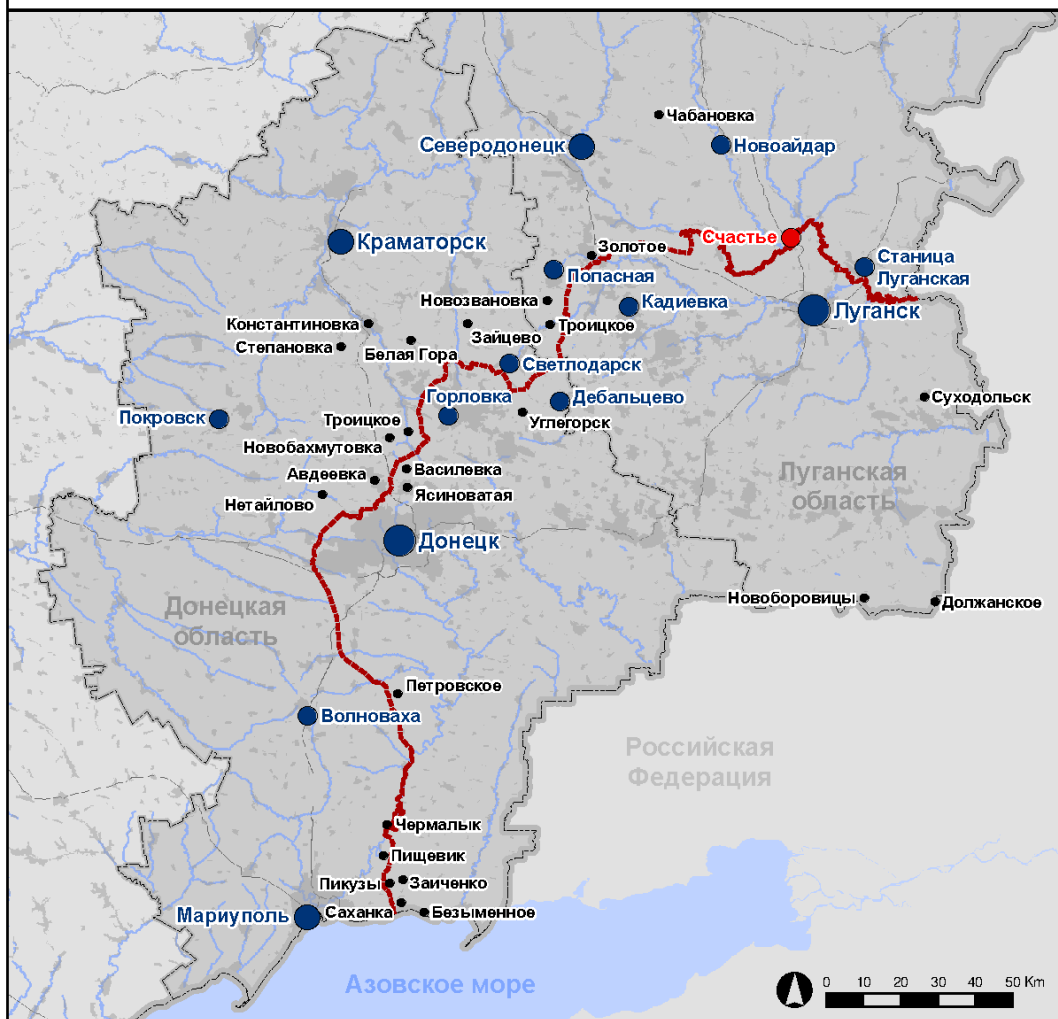 Чабановка
Северодонецк
Новоайдар
Краматорск
Счастье
Золотое
Станица
Луганская
Попасная
Новозвановка
Кадиевка
Луганск
Константиновка
Зайцево
Троицкое
Степановка
Белая Гора
Светлодарск
Горловка
Дебальцево
Суходольск
Покровск
Троицкое
Углегорск
Новобахмутовка
Авдеевка
Василевка
Луганская
область
Нетайлово
Ясиноватая
Донецк
Донецкая
область
Новоборовицы
Должанское
Петровское
Волноваха
Российская
Федерация
Чермалык
Пищевик
Пикузы
Заиченко
Мариуполь
Саханка
Безыменное
Азовское море
0 10 20 30 40 50 Km